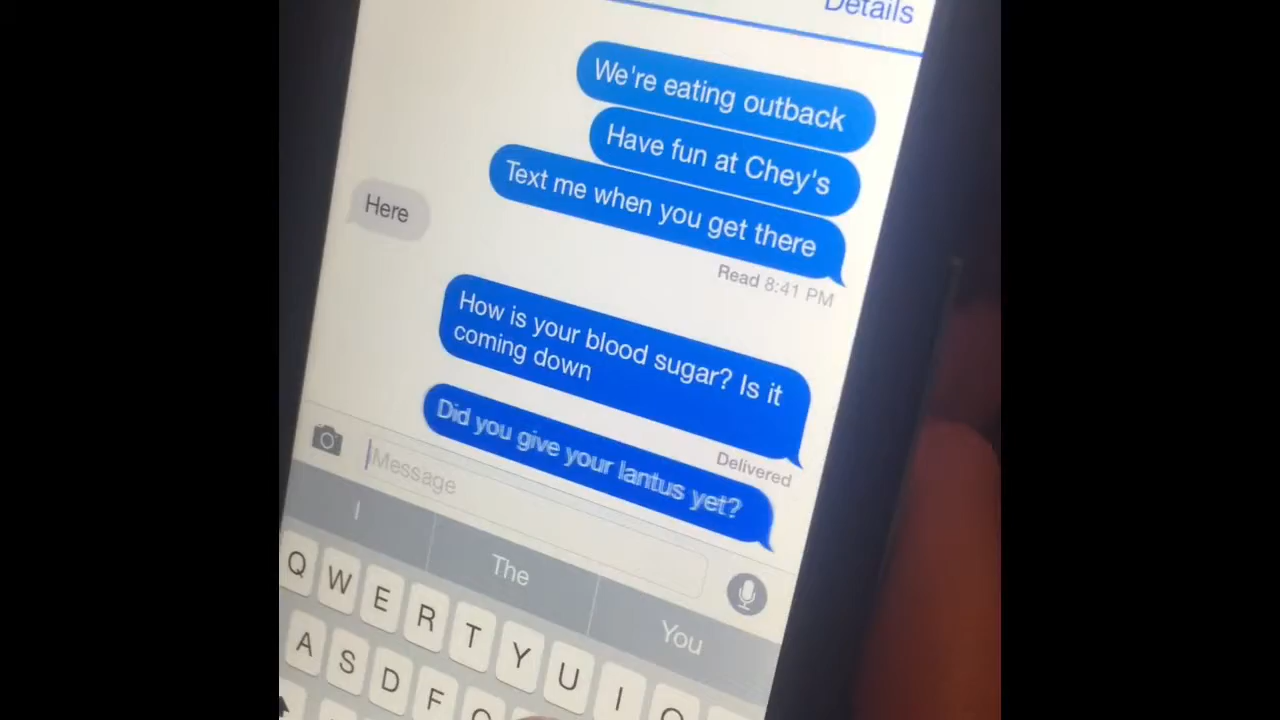 Details
We're eating outback
Have fun at Chey's
Text me when you get there
Here
Read 8:41 PM
How is your blood sugar? Is it
coming down
Delivered
Did you give your lantus yet?
iMessage
I
The
You
Q W E R T Y U I O
A S D F